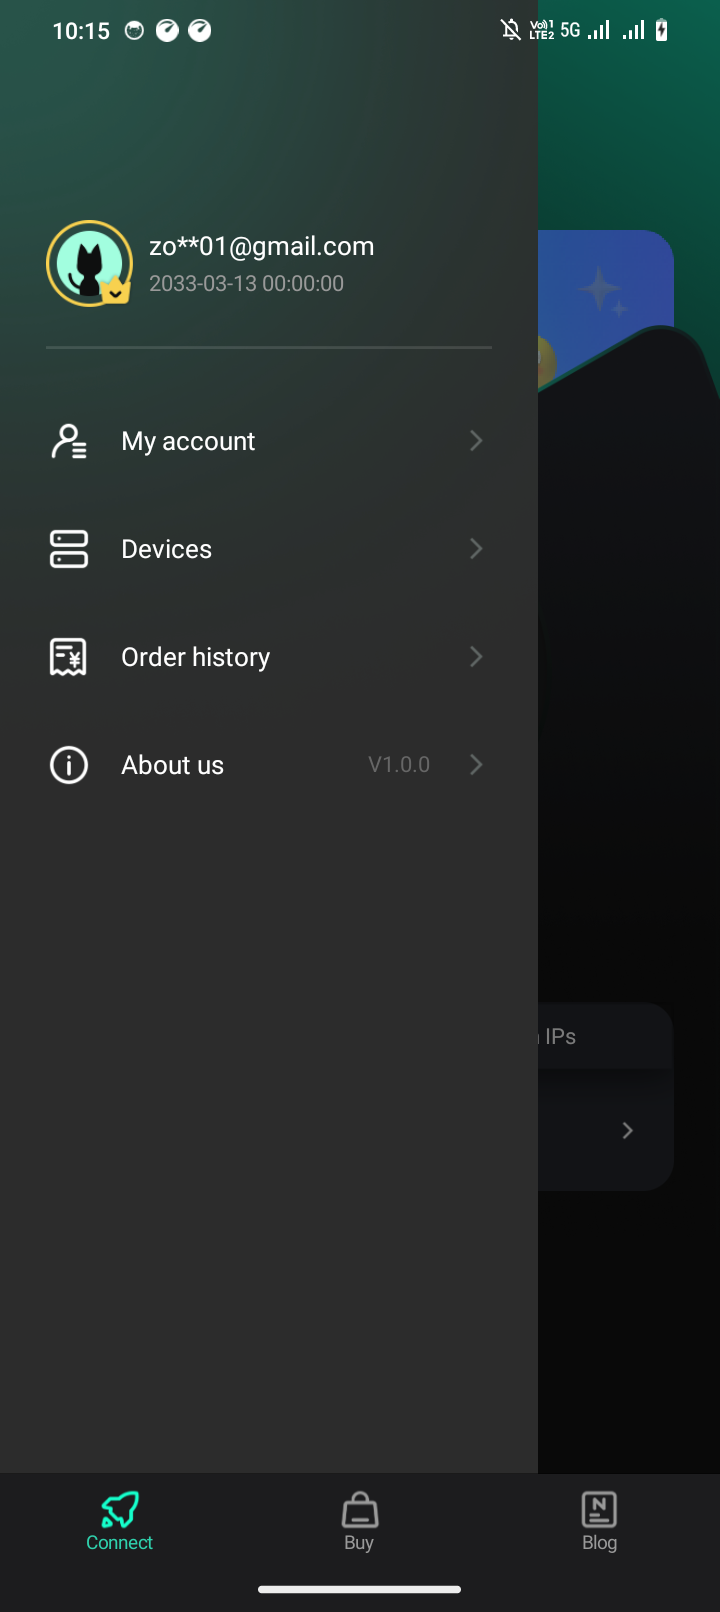 10:15
Vo)) 1
LTE2
5G
zo**01@gmail.com
2033-03-13 00:00:00
My account
Devices
Order history
About us
V1.0.0
IPs
Connect
Buy
Blog